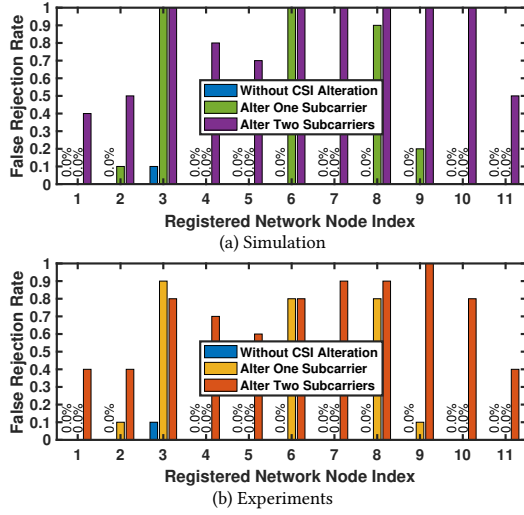 1
0.9
0.8
0.7
0.6
0.5
0.4
0.3
0.2
0.1
0
False Rejection Rate
Without CSI Alteration
Alter One Subcarrier
Alter Two Subcarriers
0.0% 0.0% 0.0% 0.0% 0.0% 0.0% 0.0% 0.0% 0.0% 0.0% 0.0% 0.0% 0.0% 0.0% 0.0% 0.0%
1 2 3 4 5 6 7 8 9 10 11
Registered Network Node Index
(a) Simulation
1
0.9
0.8
0.7
0.6
0.5
0.4
0.3
0.2
0.1
0
False Rejection Rate
Without CSI Alteration
Alter One Subcarrier
Alter Two Subcarriers
0.0% 0.0% 0.0% 0.0% 0.0% 0.0% 0.0% 0.0% 0.0% 0.0% 0.0% 0.0% 0.0% 0.0% 0.0% 0.0%
1 2 3 4 5 6 7 8 9 10 11
Registered Network Node Index
(b) Experiments